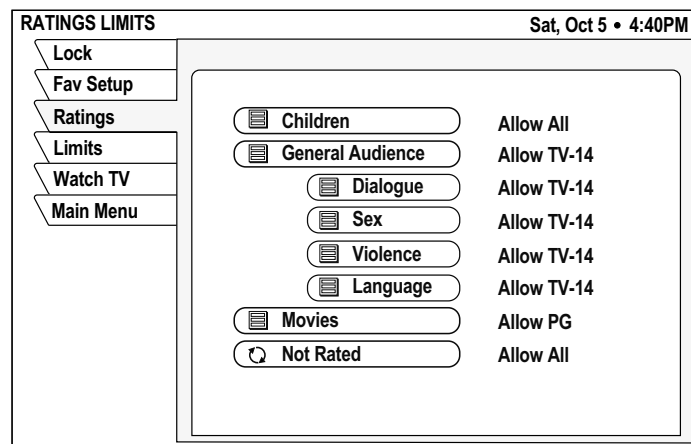 RATINGS LIMITS Sat, Oct 5 • 4:40PM
Lock
Fav Setup
Ratings
Limits
Watch TV
Main Menu
Children Allow All
General Audience Allow TV-14
Dialogue Allow TV-14
Sex Allow TV-14
Violence Allow TV-14
Language Allow TV-14
Movies Allow PG
Not Rated Allow All